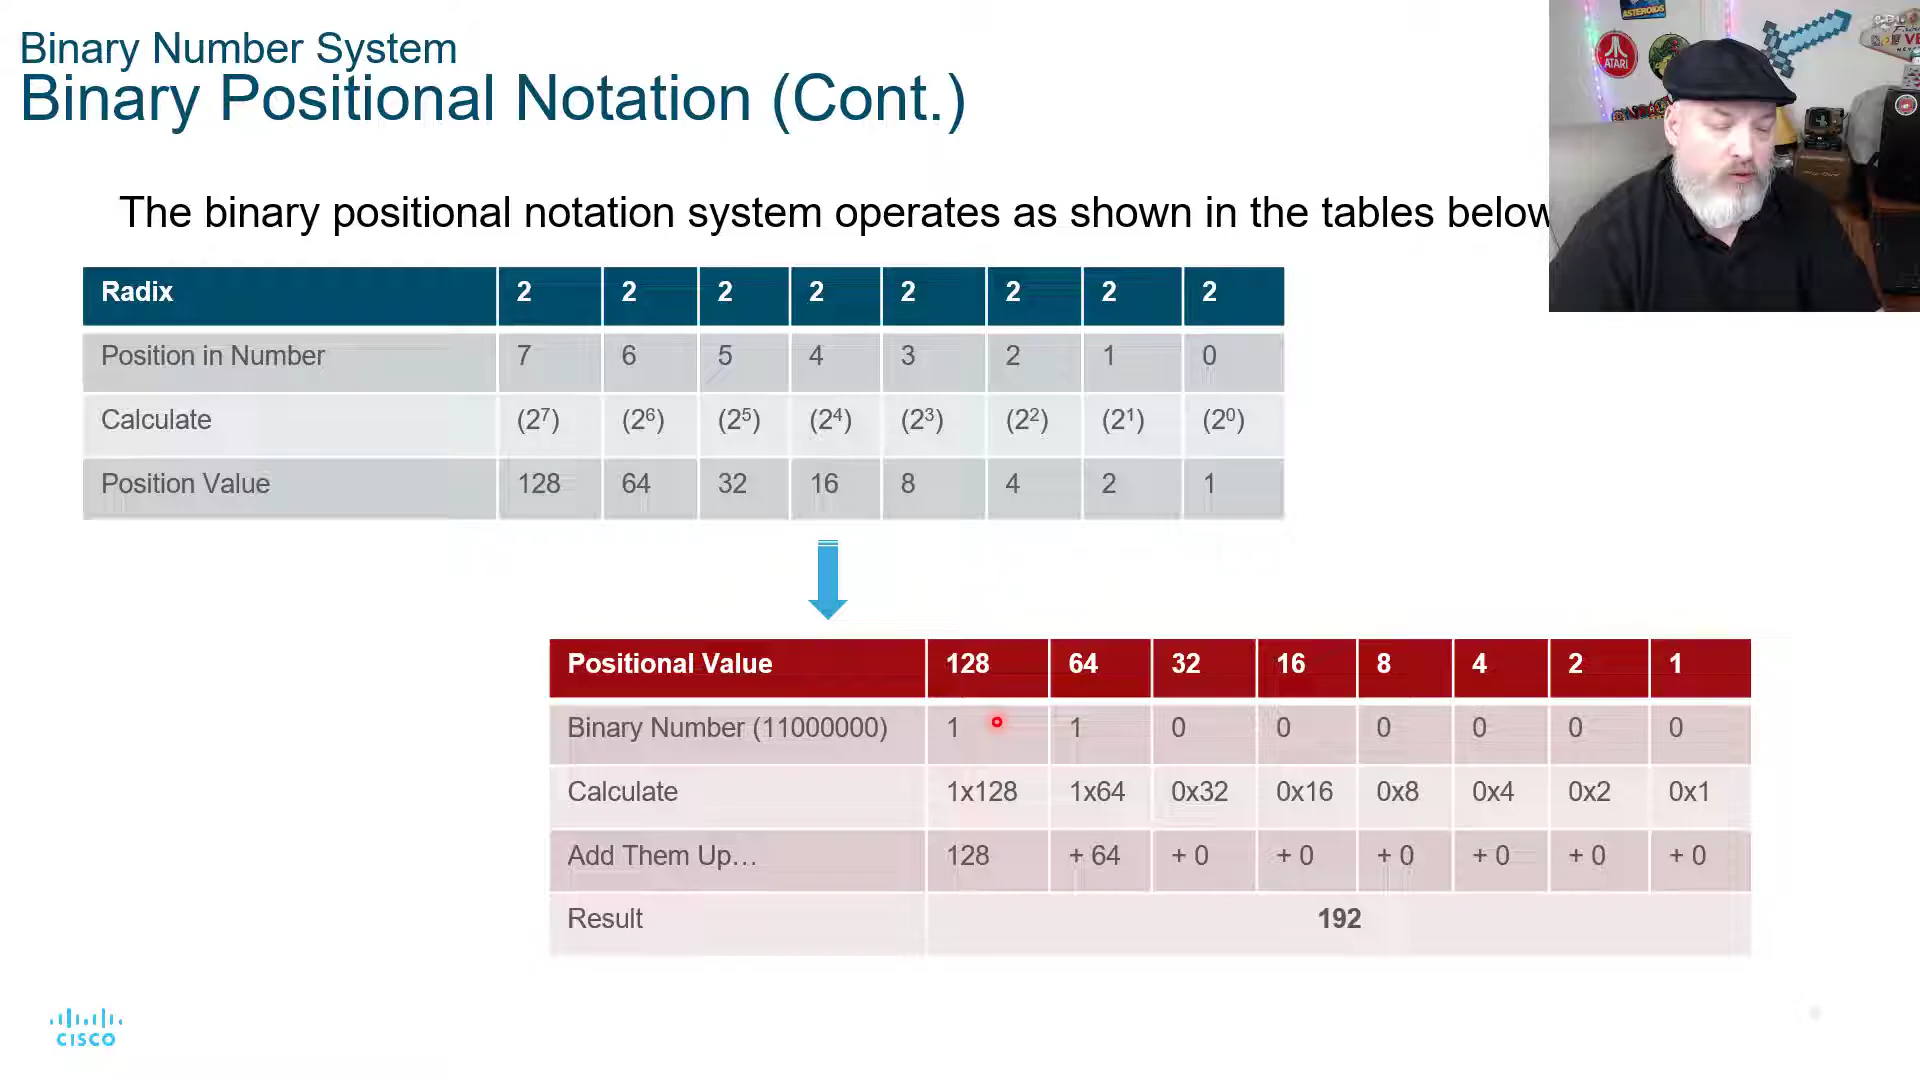 Binary Number System
Binary Positional Notation (Cont.)
The binary positional notation system operates as shown in the tables below
Radix 2 2 2 2 2 2 2 2
Position in Number 7 6 5 4 3 2 1 0
Calculate (2⁷) (2⁶) (2⁵) (2⁴) (2³) (2²) (2¹) (2⁰)
Position Value 128 64 32 16 8 4 2 1
Positional Value 128 64 32 16 8 4 2 1
Binary Number (11000000) 1 1 0 0 0 0 0 0
Calculate 1x128 1x64 0x32 0x16 0x8 0x4 0x2 0x1
Add Them Up… 128 + 64 + 0 + 0 + 0 + 0 + 0 + 0
Result 192
CISCO
ASTEROIDS
ATARI